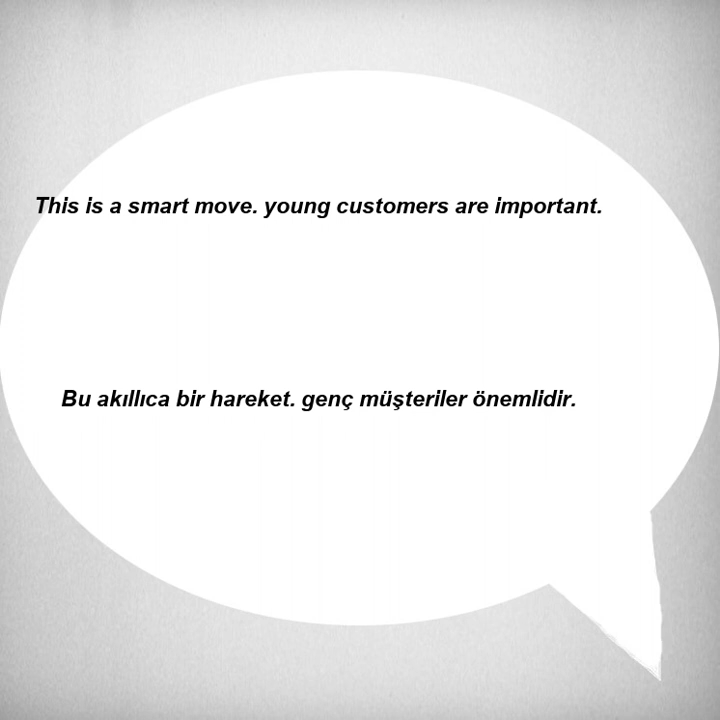 This is a smart move. young customers are important.
Bu akıllıca bir hareket. genç müşteriler önemlidir.